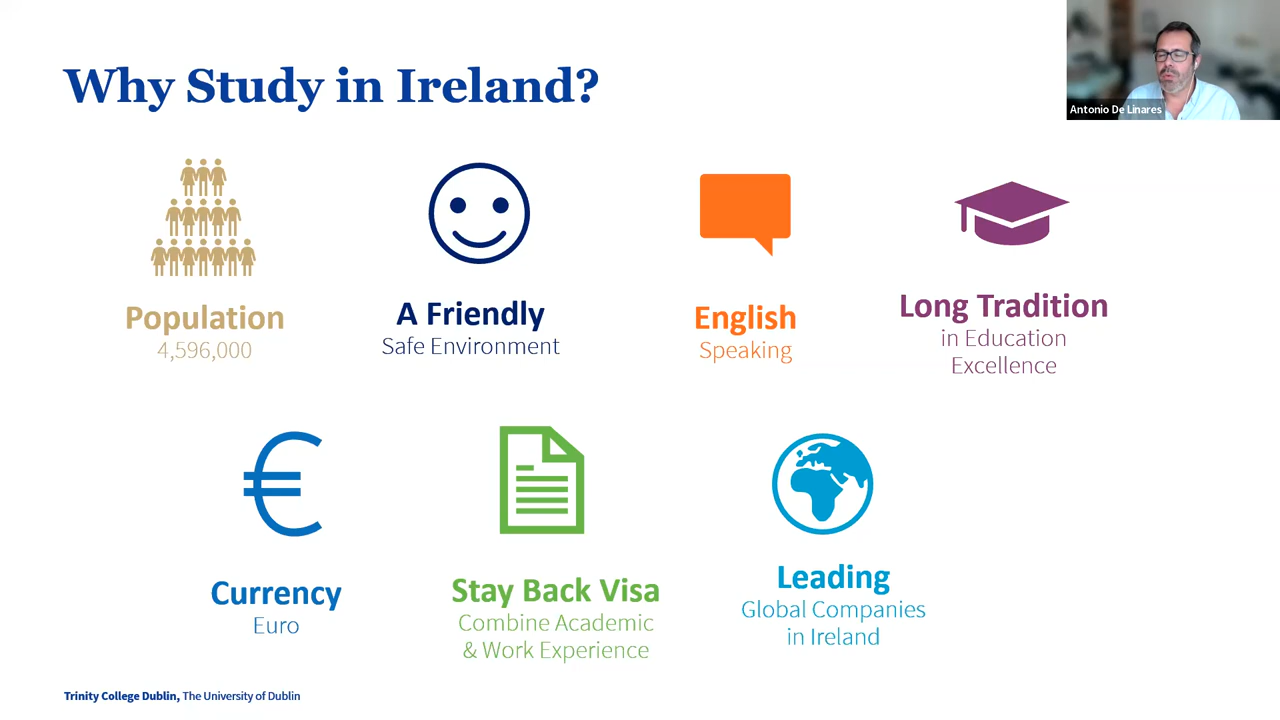 Why Study in Ireland?
Antonio De Linares
Population
4,596,000
A Friendly
Safe Environment
English
Speaking
Long Tradition
in Education
Excellence
€
Currency
Euro
Stay Back Visa
Combine Academic
& Work Experience
Leading
Global Companies
in Ireland
Trinity College Dublin, The University of Dublin